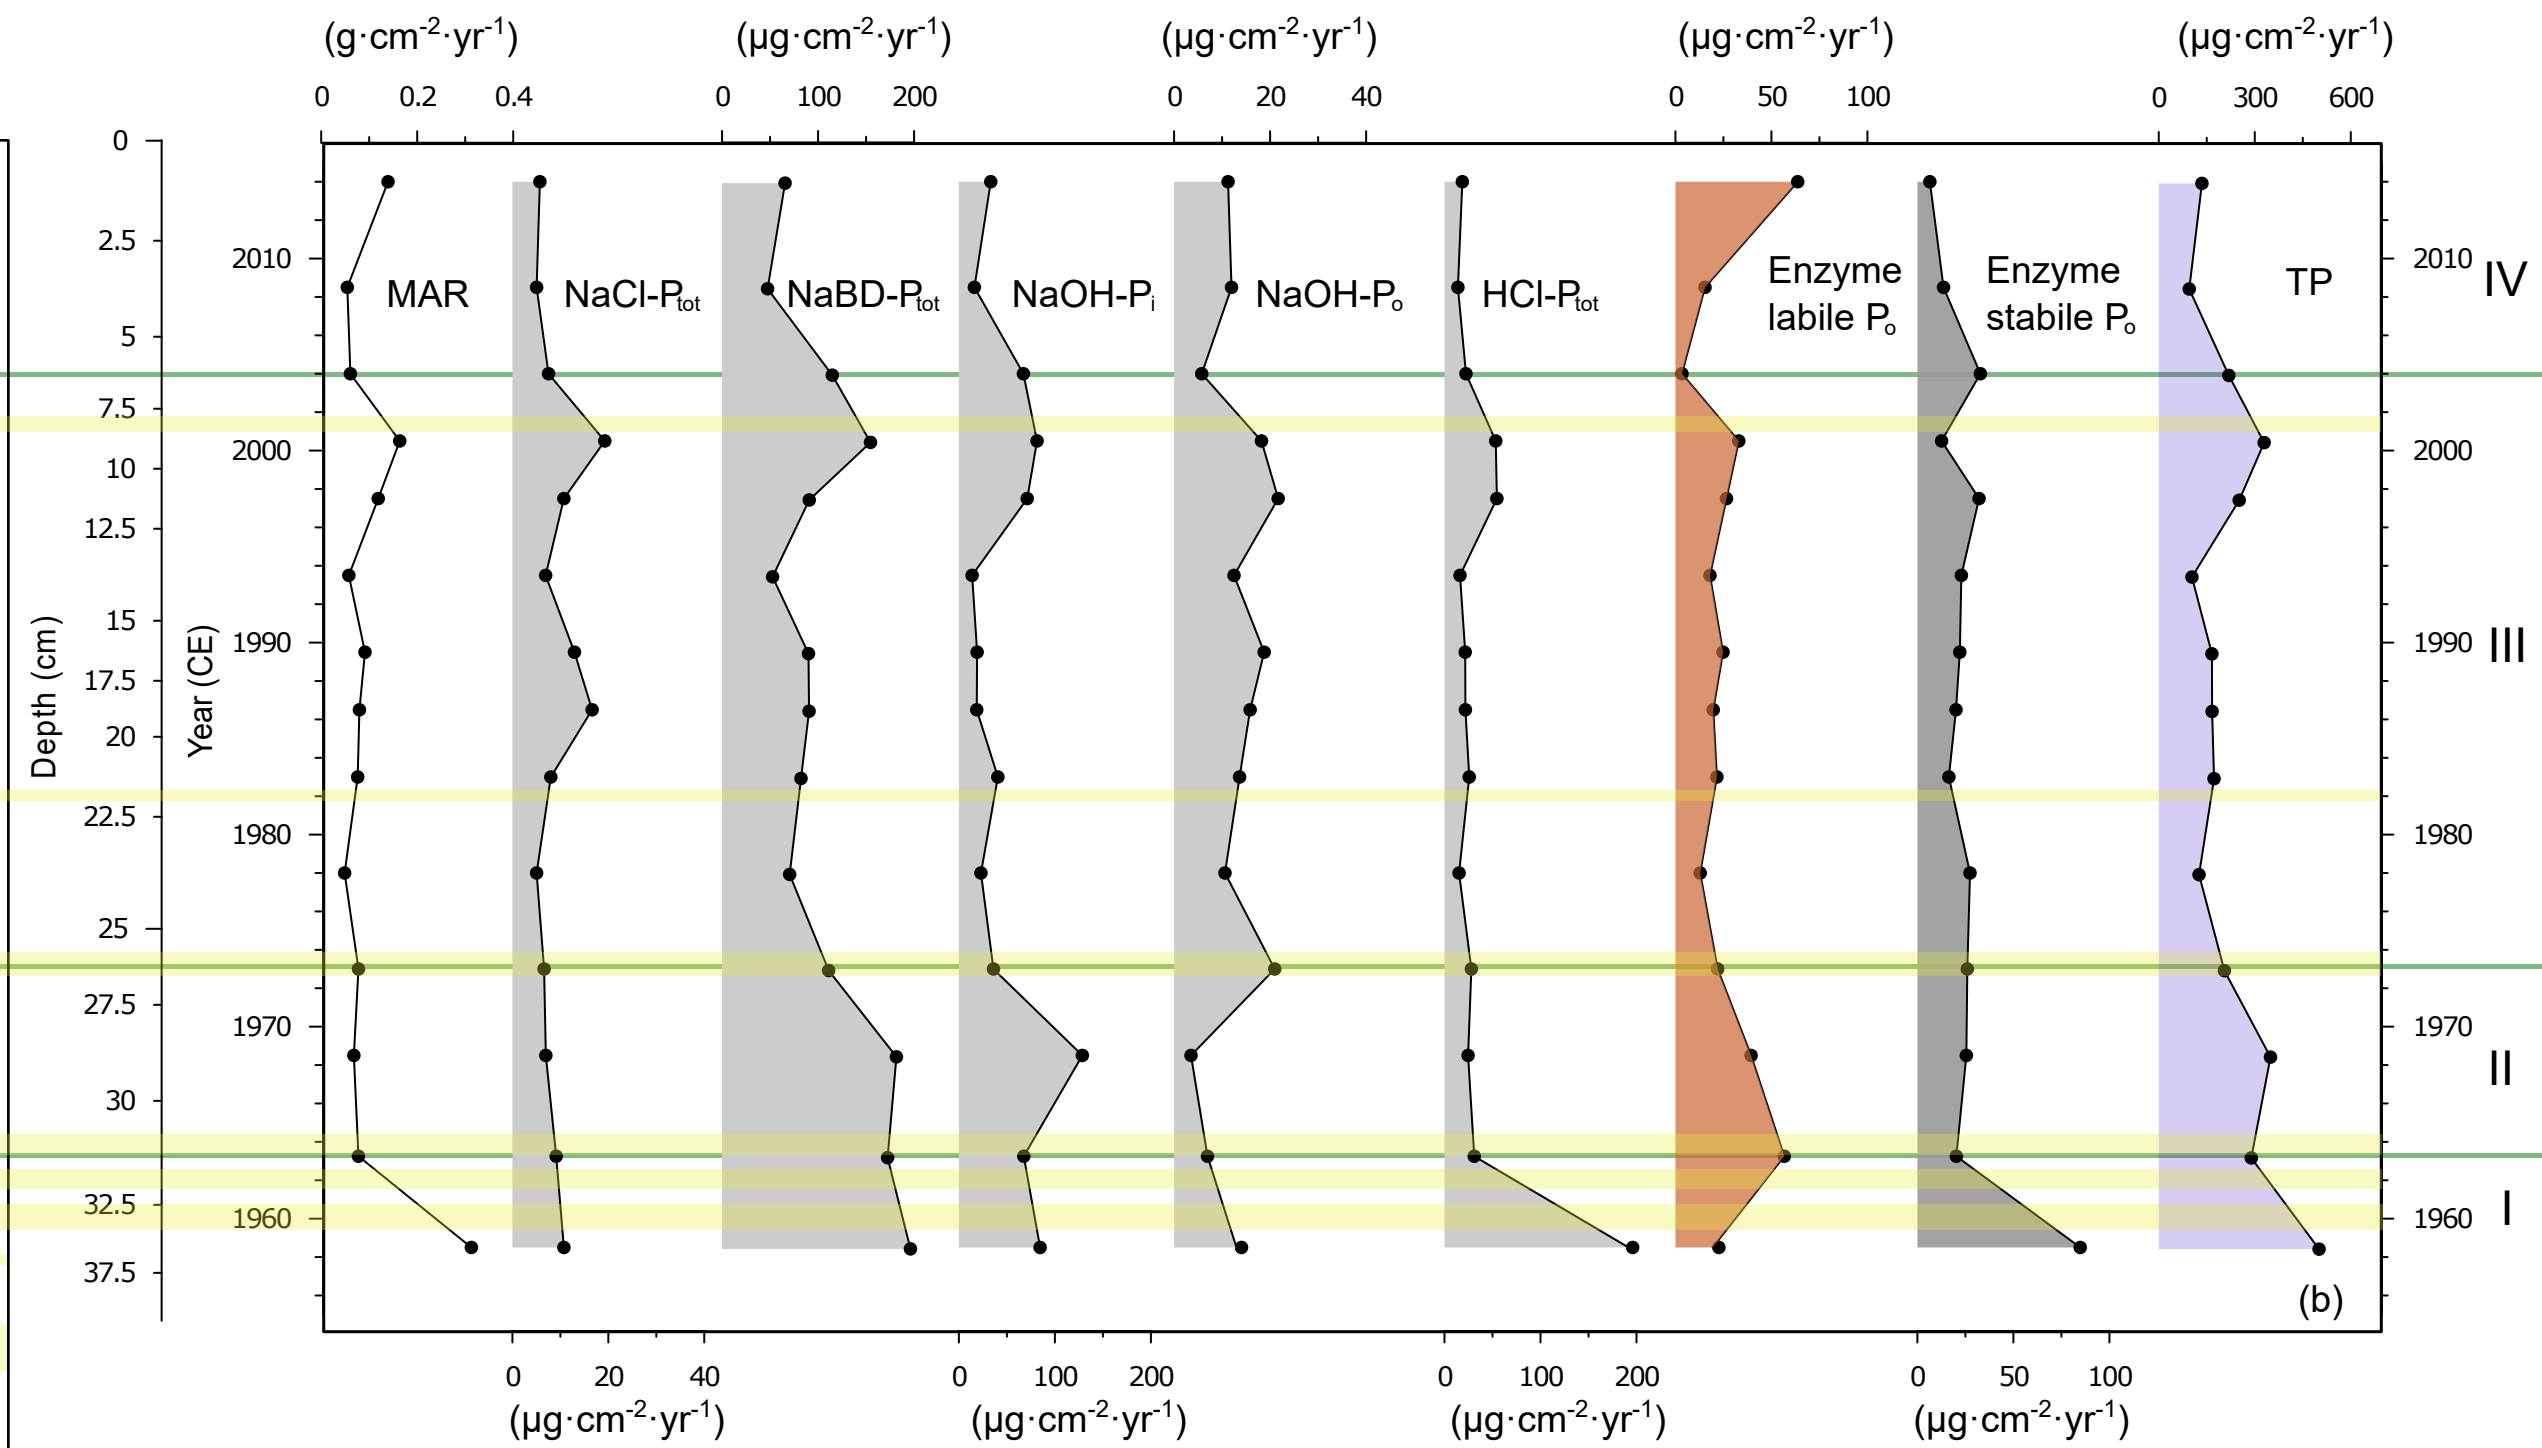 (g·cm-2·yr-1) (µg·cm-2·yr-1) (µg·cm-2·yr-1) (µg·cm-2·yr-1) (µg·cm-2·yr-1)
0 0.2 0.4 0 100 200 0 20 40 0 50 100 0 300 600
Depth (cm)
0
2.5
5
7.5
10
12.5
15
17.5
20
22.5
25
27.5
30
32.5
37.5
Year (CE)
2010
2000
1990
1980
1970
1960
MAR
NaCl-Ptot
NaBD-Ptot
NaOH-Pi
NaOH-Po
HCl-Ptot
Enzyme
labile Po
Enzyme
stabile Po
TP
2010
2000
1990
1980
1970
1960
IV
III
II
I
(b)
0 20 40 0 100 200 0 100 200 0 50 100
(µg·cm-2·yr-1) (µg·cm-2·yr-1) (µg·cm-2·yr-1) (µg·cm-2·yr-1)